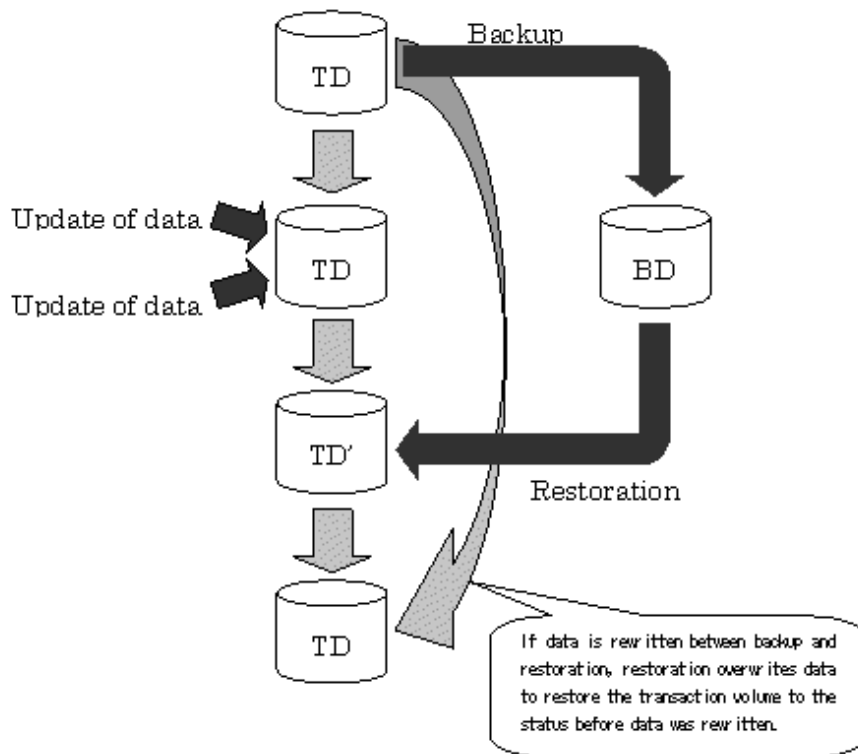 Backup
TD
Update of data
TD
BD
Update of data
TD'
Restoration
TD
If data is rewritten between backup and
restoration, restoration overwrites data
to restore the transaction volume to the
status before data was rewritten.